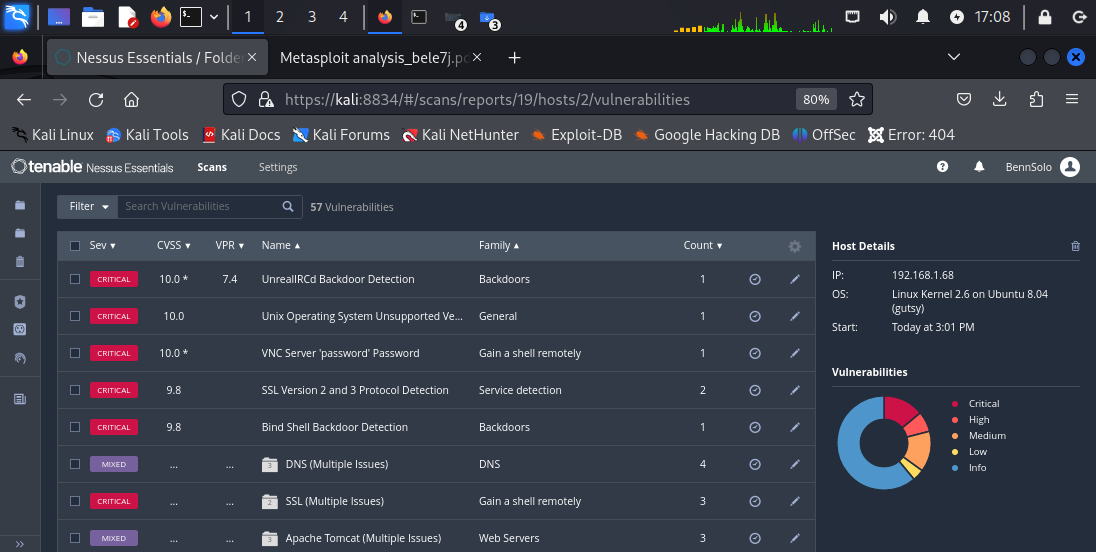 1 2 3 4 4 3 17:08
Nessus Essentials / Folde Metasploit analysis_bele7j.pd
https://kali:8834/#/scans/reports/19/hosts/2/vulnerabilities 80%
Kali Linux Kali Tools Kali Docs Kali Forums Kali NetHunter Exploit-DB Google Hacking DB OffSec Error: 404
tenable Nessus Essentials Scans Settings BennSolo
Filter Search Vulnerabilities 57 Vulnerabilities
Sev CVSS VPR Name Family Count
CRITICAL 10.0 * 7.4 UnrealIRCd Backdoor Detection Backdoors 1
CRITICAL 10.0 Unix Operating System Unsupported Ve... General 1
CRITICAL 10.0 * VNC Server 'password' Password Gain a shell remotely 1
CRITICAL 9.8 SSL Version 2 and 3 Protocol Detection Service detection 2
CRITICAL 9.8 Bind Shell Backdoor Detection Backdoors 1
MIXED ... ... 3 DNS (Multiple Issues) DNS 4
CRITICAL ... ... 2 SSL (Multiple Issues) Gain a shell remotely 3
MIXED ... ... 3 Apache Tomcat (Multiple Issues) Web Servers 3
Host Details
IP: 192.168.1.68
OS: Linux Kernel 2.6 on Ubuntu 8.04
(gutsy)
Start: Today at 3:01 PM
Vulnerabilities
Critical
High
Medium
Low
Info